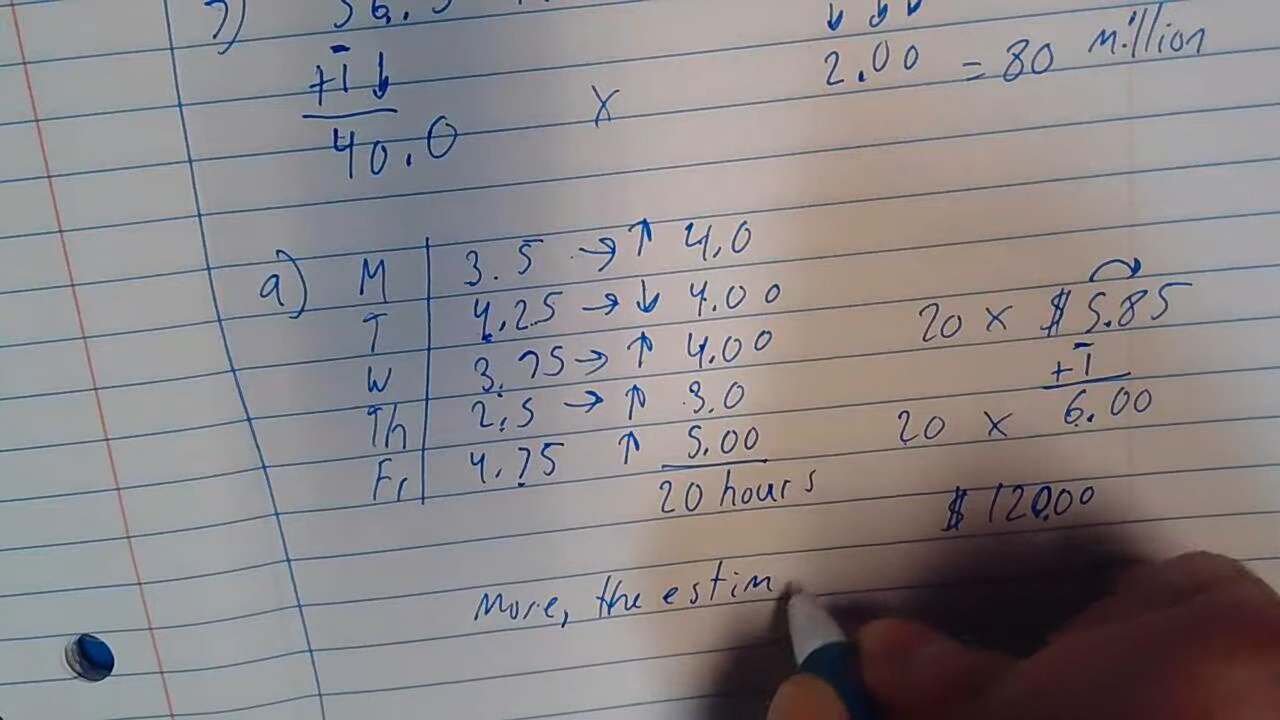 7) 36.5
+1
40.0 x 2.00 = 80 million
a) M 3.5 → ↑ 4.0
T 4.25 → ↓ 4.00
W 3.75 → ↑ 4.00
Th 2.5 → ↑ 3.0
Fr 4.75 ↑ 5.00
20 hours
20 x $5.85
+1
20 x 6.00
$120.00
More, the estim